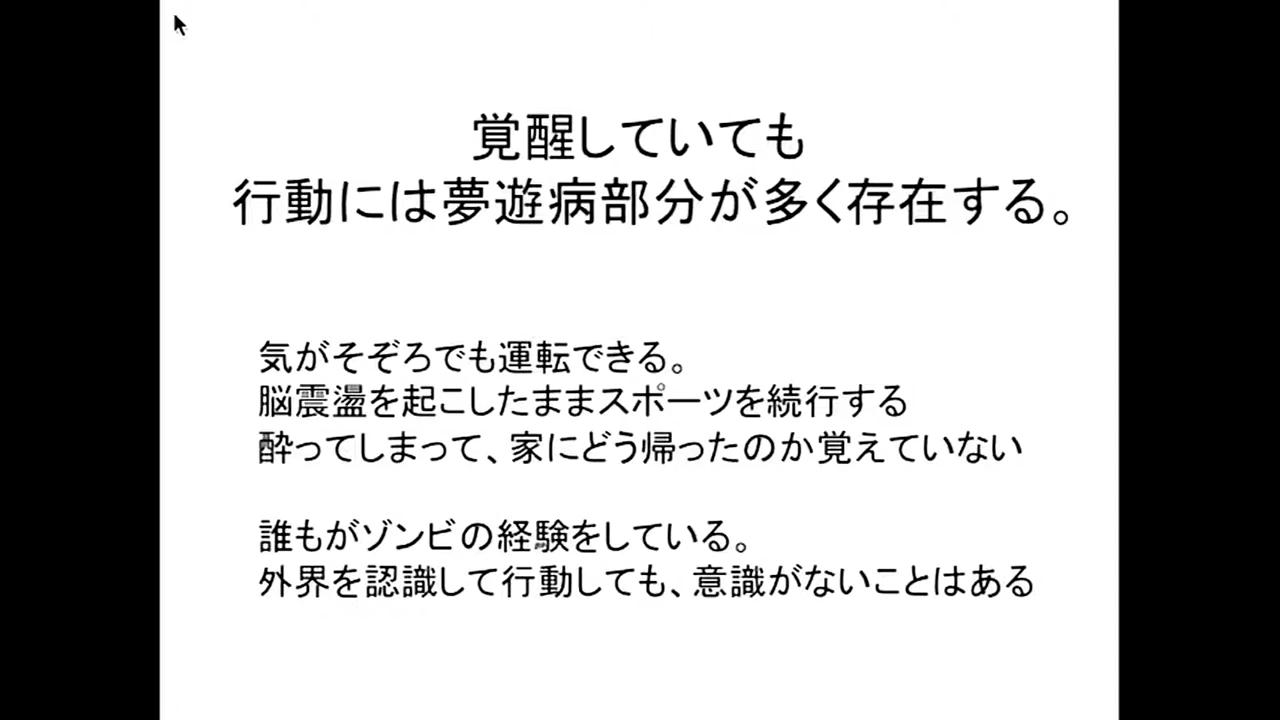 覚醒していても
行動には夢遊病部分が多く存在する。
気がそぞろでも運転できる。
脳震盪を起こしたままスポーツを続行する
酔ってしまって、家にどう帰ったのか覚えていない
誰もがゾンビの経験をしている。
外界を認識して行動しても、意識がないことはある